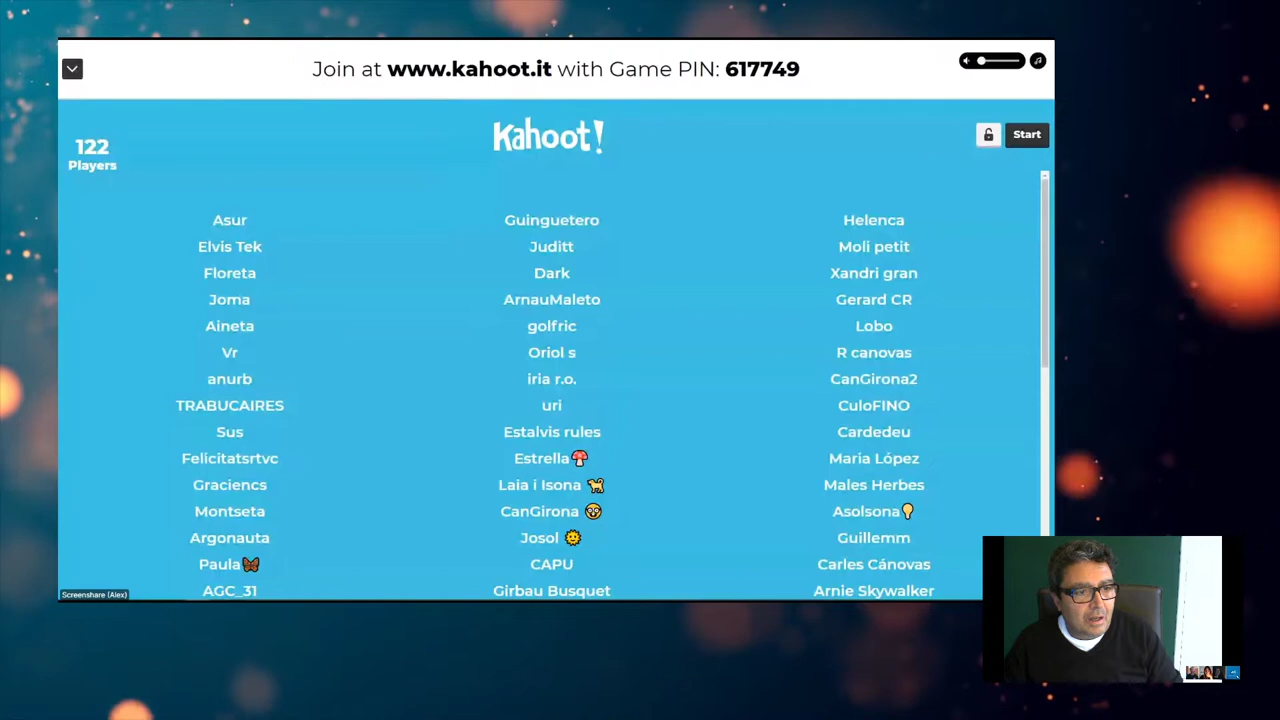 Join at www.kahoot.it with Game PIN: 617749
122
Players
Kahoot!
Start
Asur
Guinguetero
Helenca
Elvis Tek
Juditt
Moli petit
Floreta
Dark
Xandri gran
Joma
ArnauMaleto
Gerard CR
Aineta
golfric
Lobo
Vr
Oriol s
R canovas
anurb
iria r.o.
CanGirona2
TRABUCAIRES
uri
CuloFINO
Sus
Estalvis rules
Cardedeu
Felicitatsrtvc
Estrella🍄
Maria López
Graciencs
Laia i Isona 🐕
Males Herbes
Montseta
CanGirona 🤓
Asolsona💡
Argonauta
Josol 🌞
Guillemm
Paula🦋
CAPU
Carles Cánovas
AGC_31
Girbau Busquet
Arnie Skywalker
Screenshare (Alex)